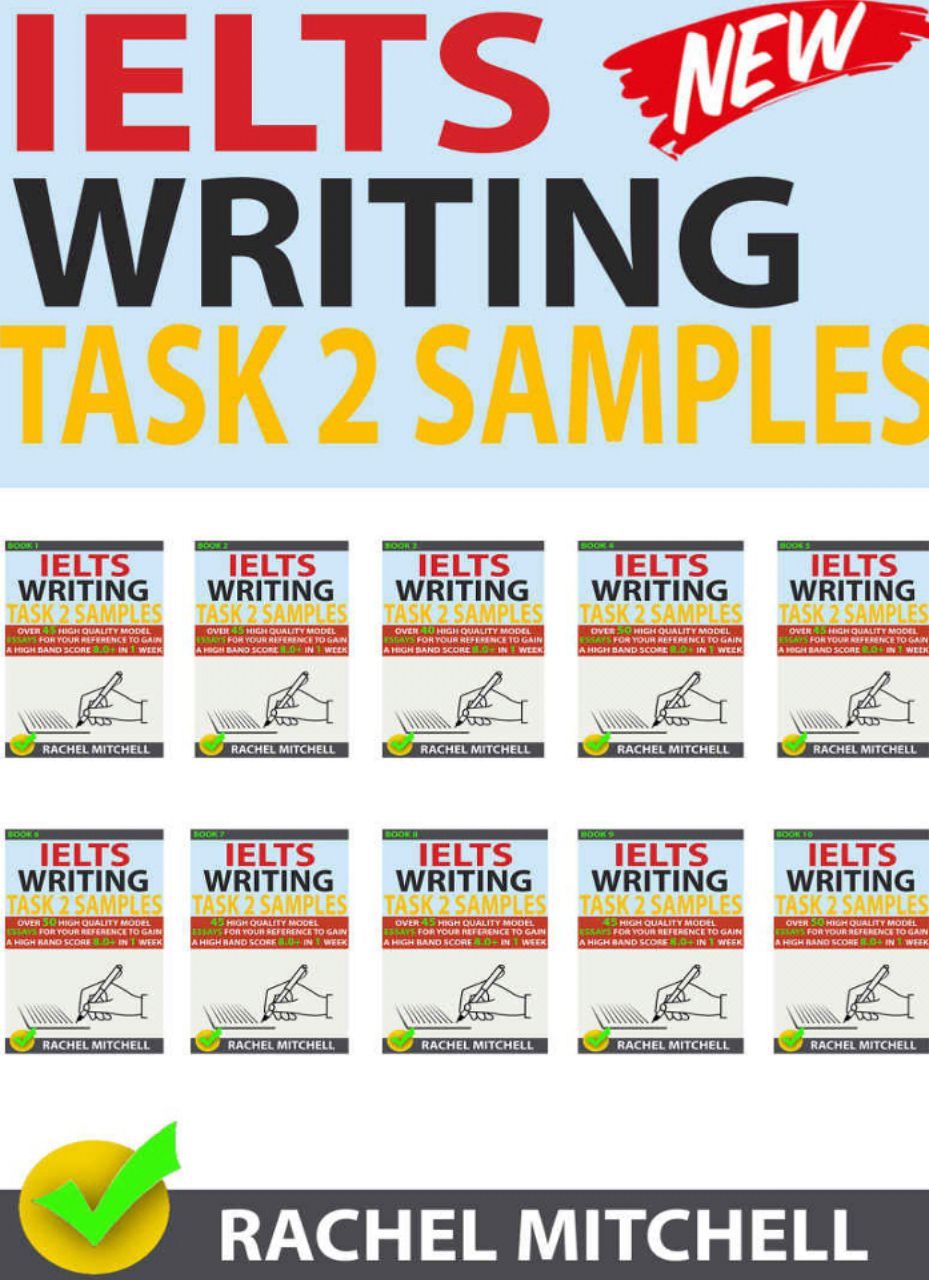 IELTS
NEW
WRITING
TASK 2 SAMPLES
BOOK 1
IELTS
WRITING
TASK 2 SAMPLES
OVER 45 HIGH QUALITY MODEL
ESSAYS FOR YOUR REFERENCE TO GAIN
A HIGH BAND SCORE 8.0+ IN 1 WEEK
RACHEL MITCHELL
BOOK 2
IELTS
WRITING
TASK 2 SAMPLES
OVER 45 HIGH QUALITY MODEL
ESSAYS FOR YOUR REFERENCE TO GAIN
A HIGH BAND SCORE 8.0+ IN 1 WEEK
RACHEL MITCHELL
BOOK 3
IELTS
WRITING
TASK 2 SAMPLES
OVER 40 HIGH QUALITY MODEL
ESSAYS FOR YOUR REFERENCE TO GAIN
A HIGH BAND SCORE 8.0+ IN 1 WEEK
RACHEL MITCHELL
BOOK 4
IELTS
WRITING
TASK 2 SAMPLES
OVER 50 HIGH QUALITY MODEL
ESSAYS FOR YOUR REFERENCE TO GAIN
A HIGH BAND SCORE 8.0+ IN 1 WEEK
RACHEL MITCHELL
BOOK 5
IELTS
WRITING
TASK 2 SAMPLES
OVER 45 HIGH QUALITY MODEL
ESSAYS FOR YOUR REFERENCE TO GAIN
A HIGH BAND SCORE 8.0+ IN 1 WEEK
RACHEL MITCHELL
BOOK 6
IELTS
WRITING
TASK 2 SAMPLES
OVER 50 HIGH QUALITY MODEL
ESSAYS FOR YOUR REFERENCE TO GAIN
A HIGH BAND SCORE 8.0+ IN 1 WEEK
RACHEL MITCHELL
BOOK 7
IELTS
WRITING
TASK 2 SAMPLES
45 HIGH QUALITY MODEL
ESSAYS FOR YOUR REFERENCE TO GAIN
A HIGH BAND SCORE 8.0+ IN 1 WEEK
RACHEL MITCHELL
BOOK 8
IELTS
WRITING
TASK 2 SAMPLES
OVER 45 HIGH QUALITY MODEL
ESSAYS FOR YOUR REFERENCE TO GAIN
A HIGH BAND SCORE 8.0+ IN 1 WEEK
RACHEL MITCHELL
BOOK 9
IELTS
WRITING
TASK 2 SAMPLES
45 HIGH QUALITY MODEL
ESSAYS FOR YOUR REFERENCE TO GAIN
A HIGH BAND SCORE 8.0+ IN 1 WEEK
RACHEL MITCHELL
BOOK 10
IELTS
WRITING
TASK 2 SAMPLES
OVER 50 HIGH QUALITY MODEL
ESSAYS FOR YOUR REFERENCE TO GAIN
A HIGH BAND SCORE 8.0+ IN 1 WEEK
RACHEL MITCHELL
RACHEL MITCHELL